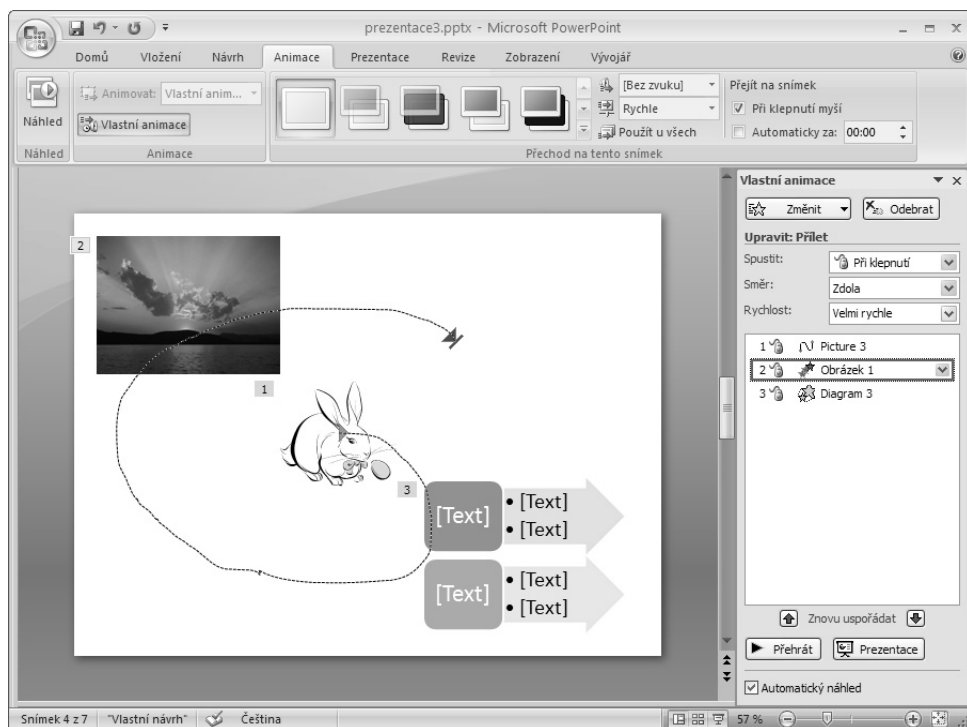 prezentace3.pptx - Microsoft PowerPoint
Domů Vložení Návrh Animace Prezentace Revize Zobrazení Vývojář
Náhled
Animovat: Vlastní anim...
Vlastní animace
[Bez zvuku]
Rychle
Použít u všech
Přejít na snímek
Při klepnutí myší
Automaticky za: 00:00
Náhled Animace Přechod na tento snímek
2
1
3
[Text]
• [Text]
• [Text]
[Text]
• [Text]
• [Text]
Vlastní animace
Změnit Odebrat
Upravit: Přílet
Spustit: Při klepnutí
Směr: Zdola
Rychlost: Velmi rychle
1 Picture 3
2 Obrázek 1
3 Diagram 3
Znovu uspořádat
Přehrát Prezentace
Automatický náhled
Snímek 4 z 7 "Vlastní návrh" Čeština 57 %